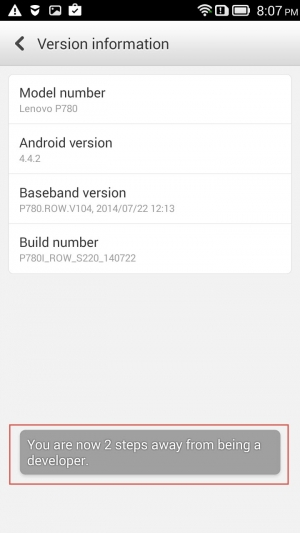 8:07 PM
Version information
Model number
Lenovo P780
Android version
4.4.2
Baseband version
P780.ROW.V104, 2014/07/22 12:13
Build number
P780I_ROW_S220_140722
You are now 2 steps away from being a
developer.